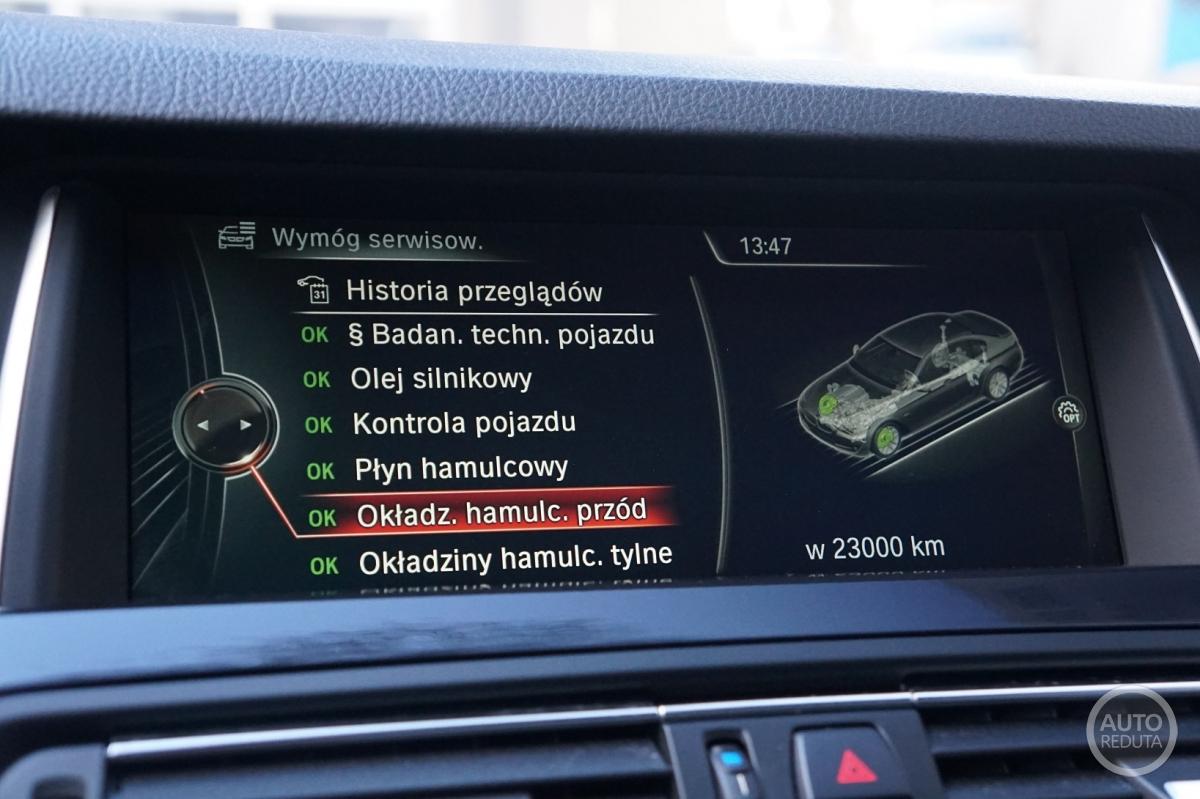 Wymóg serwisow.
13:47
31
Historia przeglądów
OK § Badan. techn. pojazdu
OK Olej silnikowy
OK Kontrola pojazdu
OK Płyn hamulcowy
OK Okładz. hamulc. przód
OK Okładziny hamulc. tylne
OPT
w 23000 km
AUTO
REDUTA